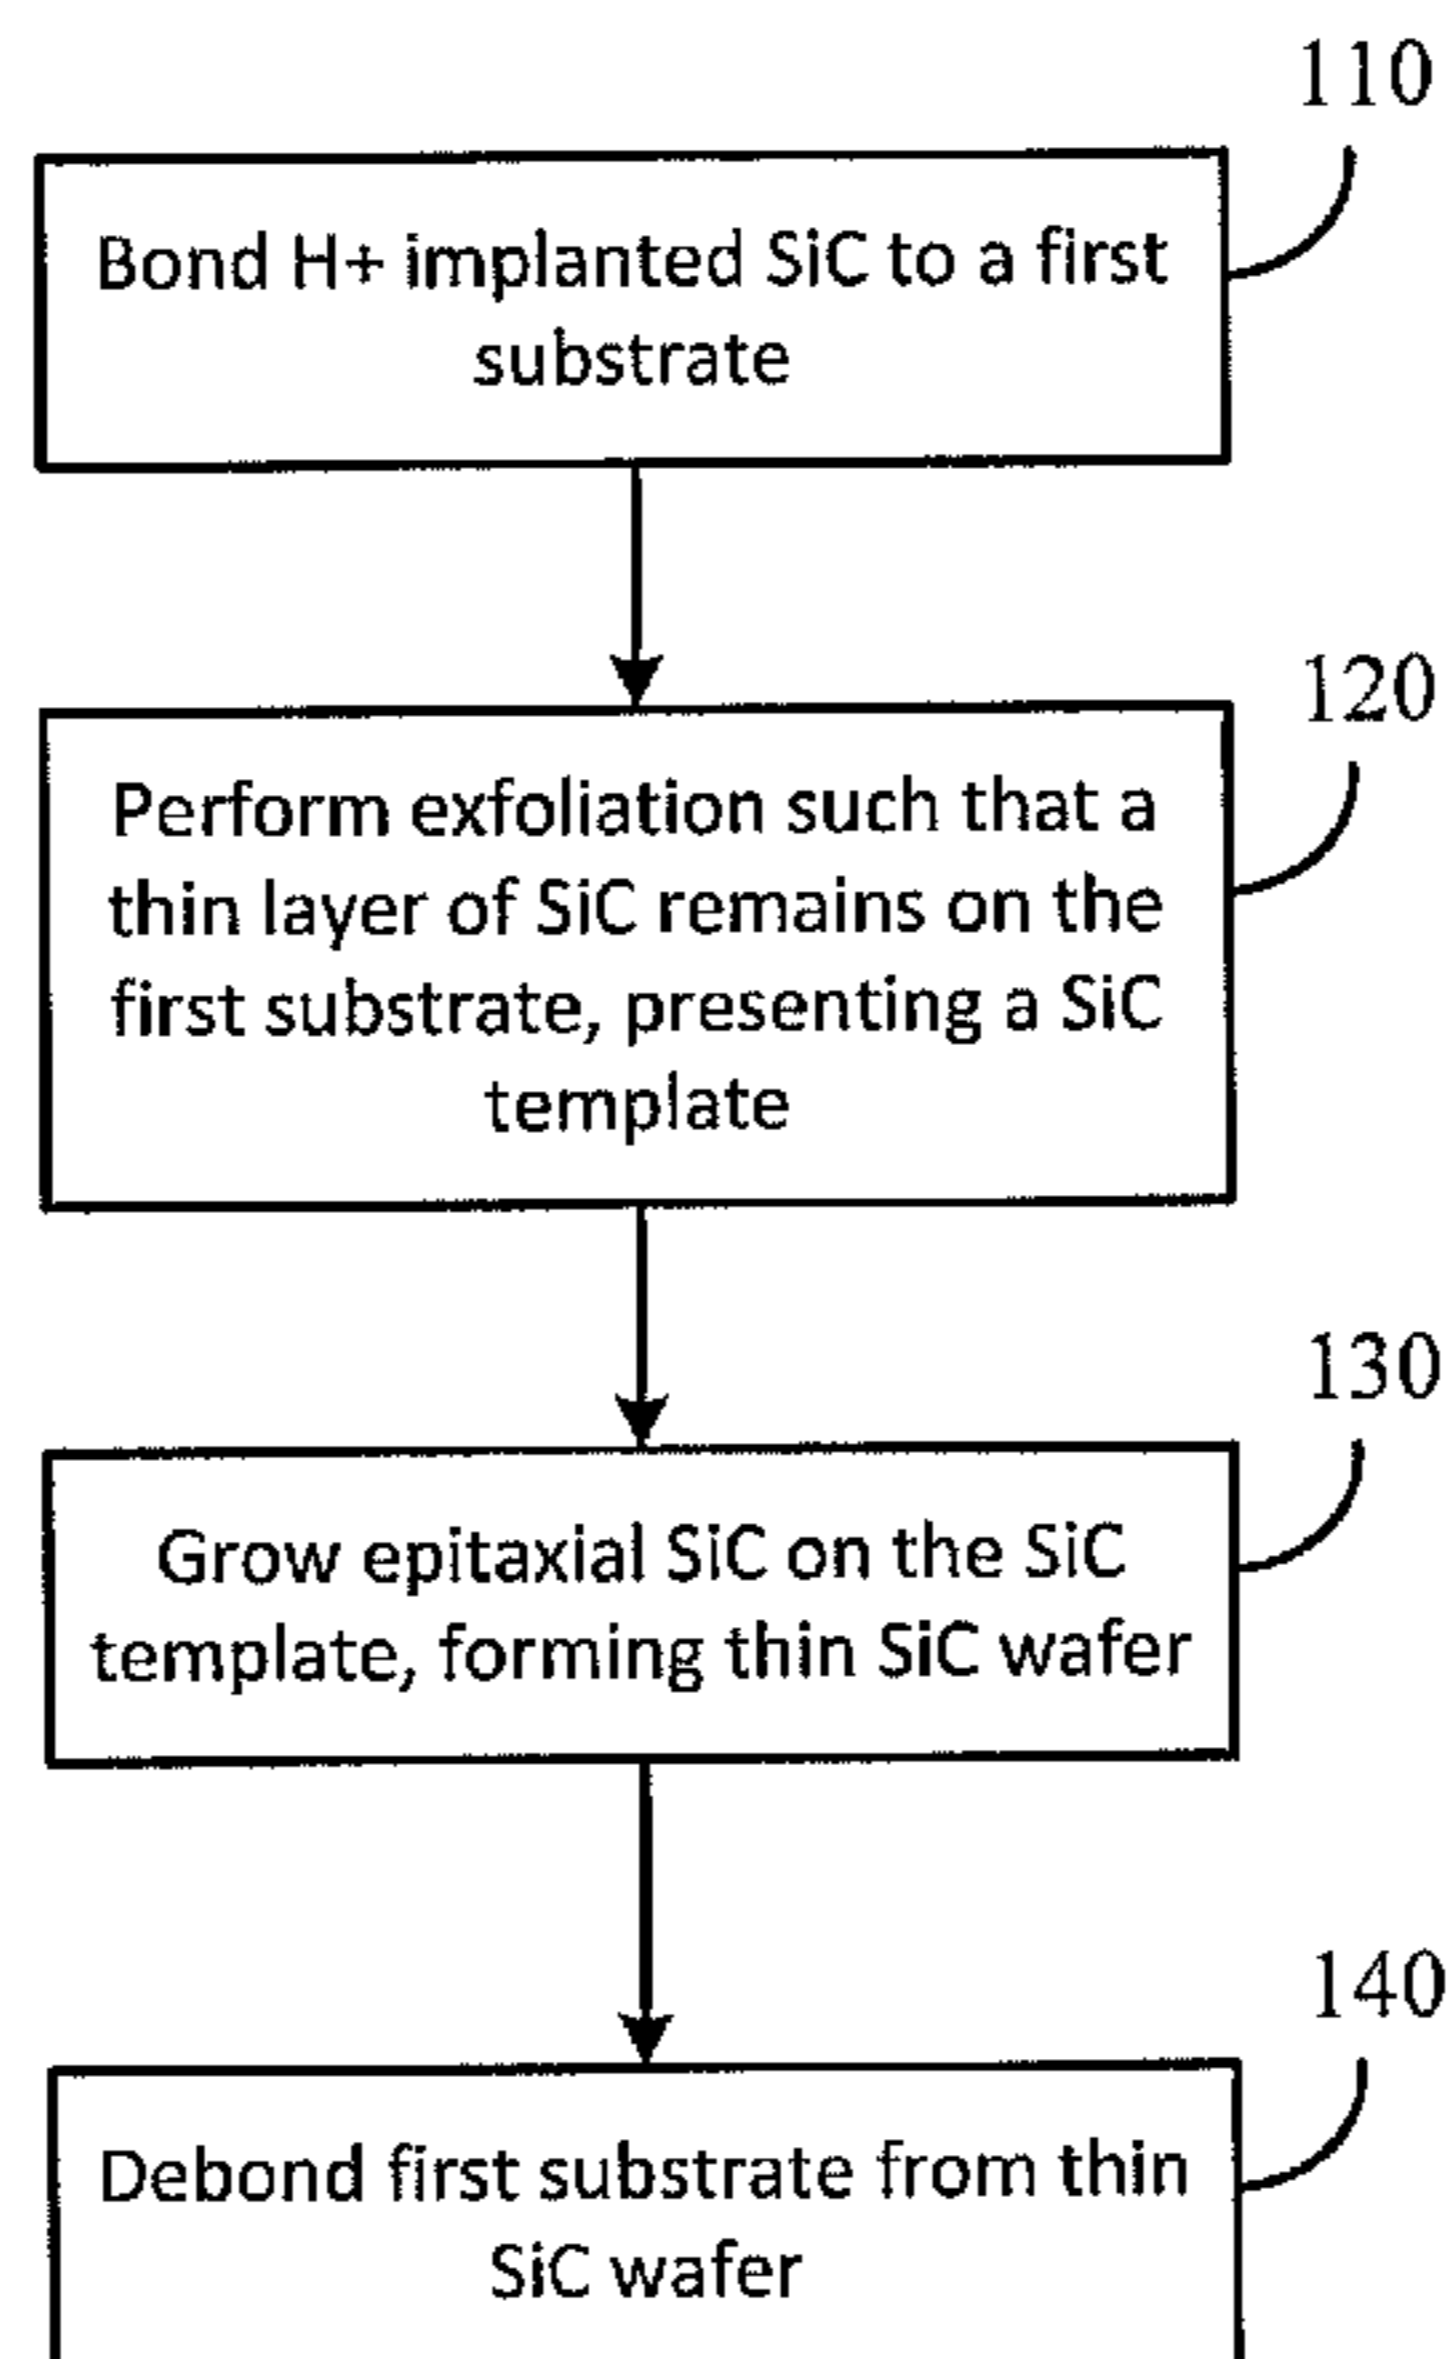 110
Bond H+ implanted SiC to a first
substrate
120
Perform exfoliation such that a
thin layer of SiC remains on the
first substrate, presenting a SiC
template
130
Grow epitaxial SiC on the SiC
template, forming thin SiC wafer
140
Debond first substrate from thin
SiC wafer